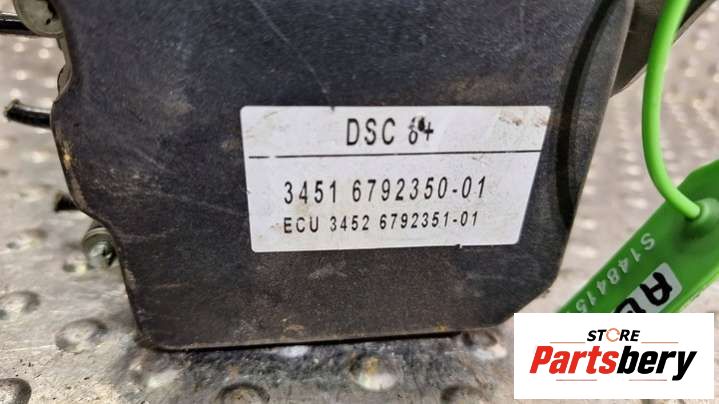 DSC 8+
3451 6792350-01
ECU 3452 6792351-01
STORE
Partsbery